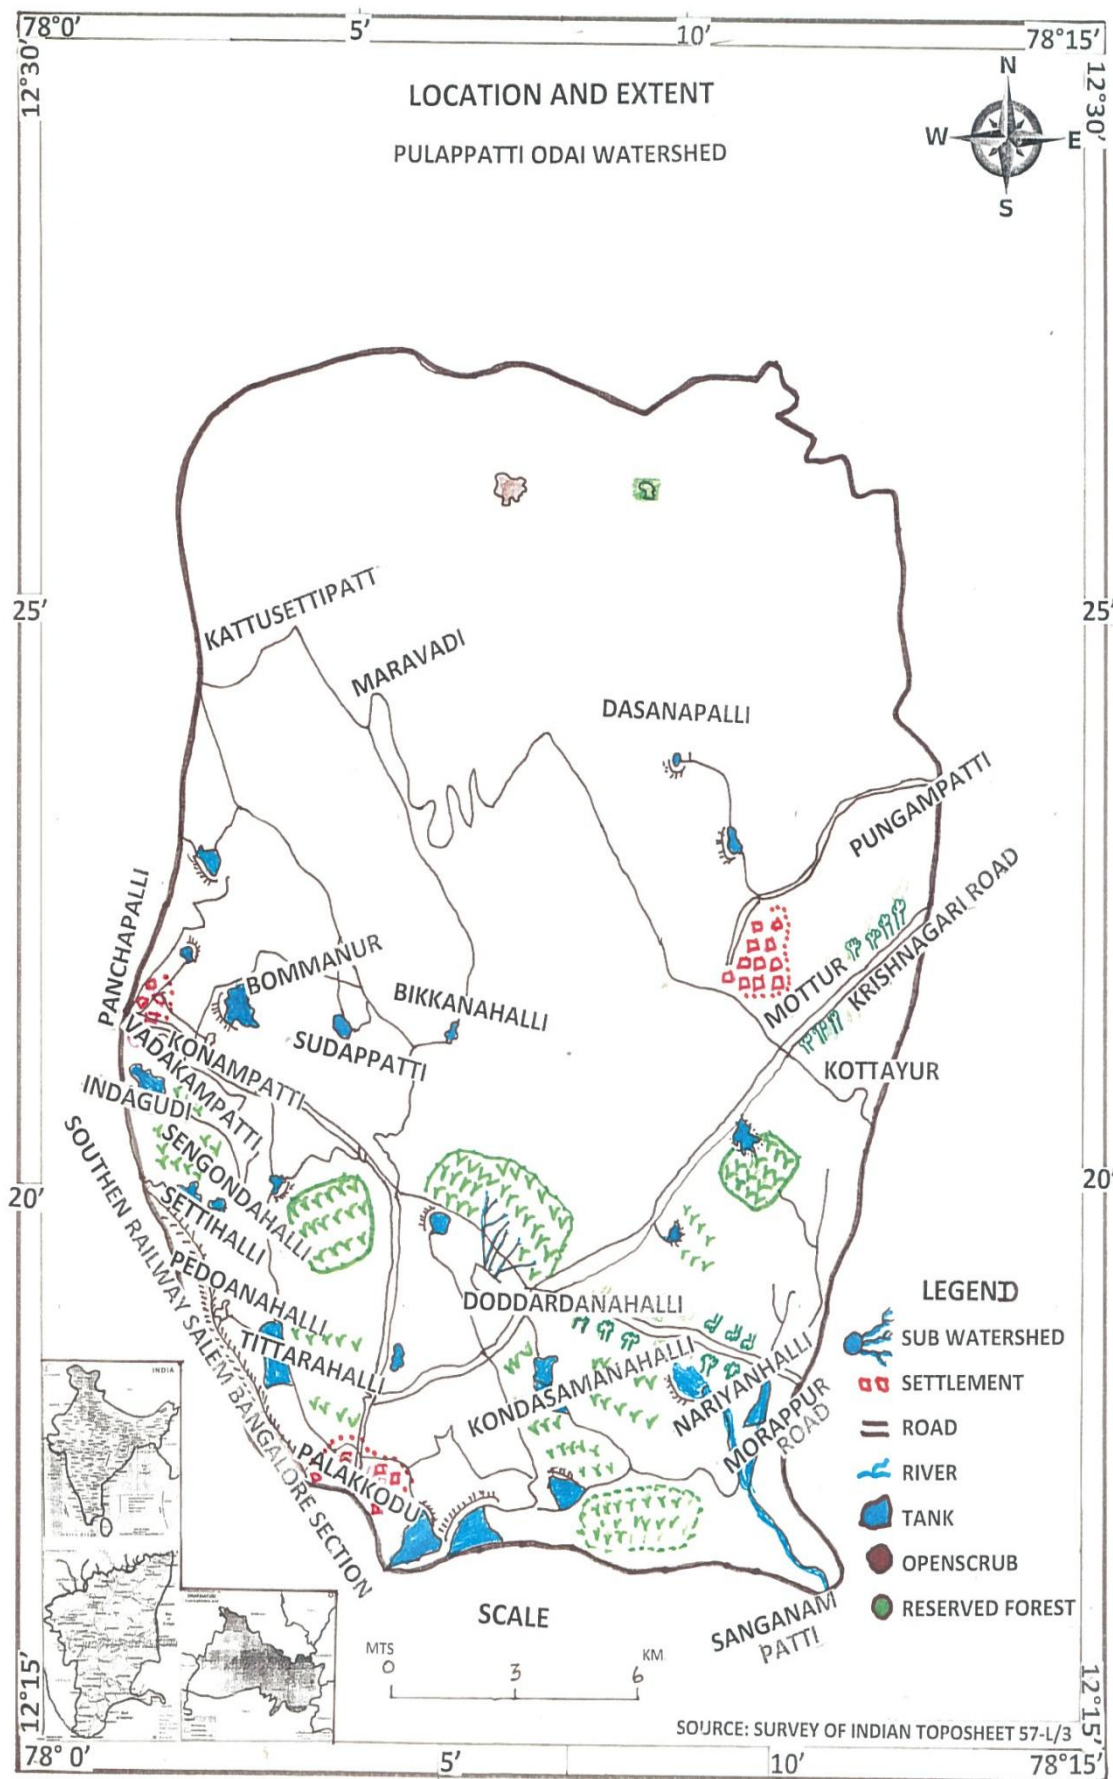 78°0'
5'
10'
78°15'
12°30'
12°30'
LOCATION AND EXTENT
PULAPPATTI ODAI WATERSHED
N
W
E
S
25'
25'
KATTUSETTIPATT
MARAVADI
DASANAPALLI
PUNGAMPATTI
PANCHAPALLI
BOMMANUR
BIKKANAHALLI
SUDAPPATTI
MOTTUR
KRISHNAGARI ROAD
KOTTAYUR
KONAMPATTI
VADAKAMPATTI
INDAGUDI
SENGONDAHALLI
SETTIHALLI
20'
20'
SOUTHEN RAILWAY SALEM BANGALORE SECTION
PEDOANAHALLI
TITTARAHALLI
DODDARDANAHALLI
KONDASAMANAHALLI
NARIYANHALLI
MORAPPUR
ROAD
PALAKKODU
SANGANAM
PATTI
LEGEND
SUB WATERSHED
SETTLEMENT
ROAD
RIVER
TANK
OPENSCRUB
RESERVED FOREST
INDIA
SCALE
MTS
KM
0
3
6
SOURCE: SURVEY OF INDIAN TOPOSHEET 57-L/3
12°15'
12°15'
78° 0'
5'
10'
78°15'